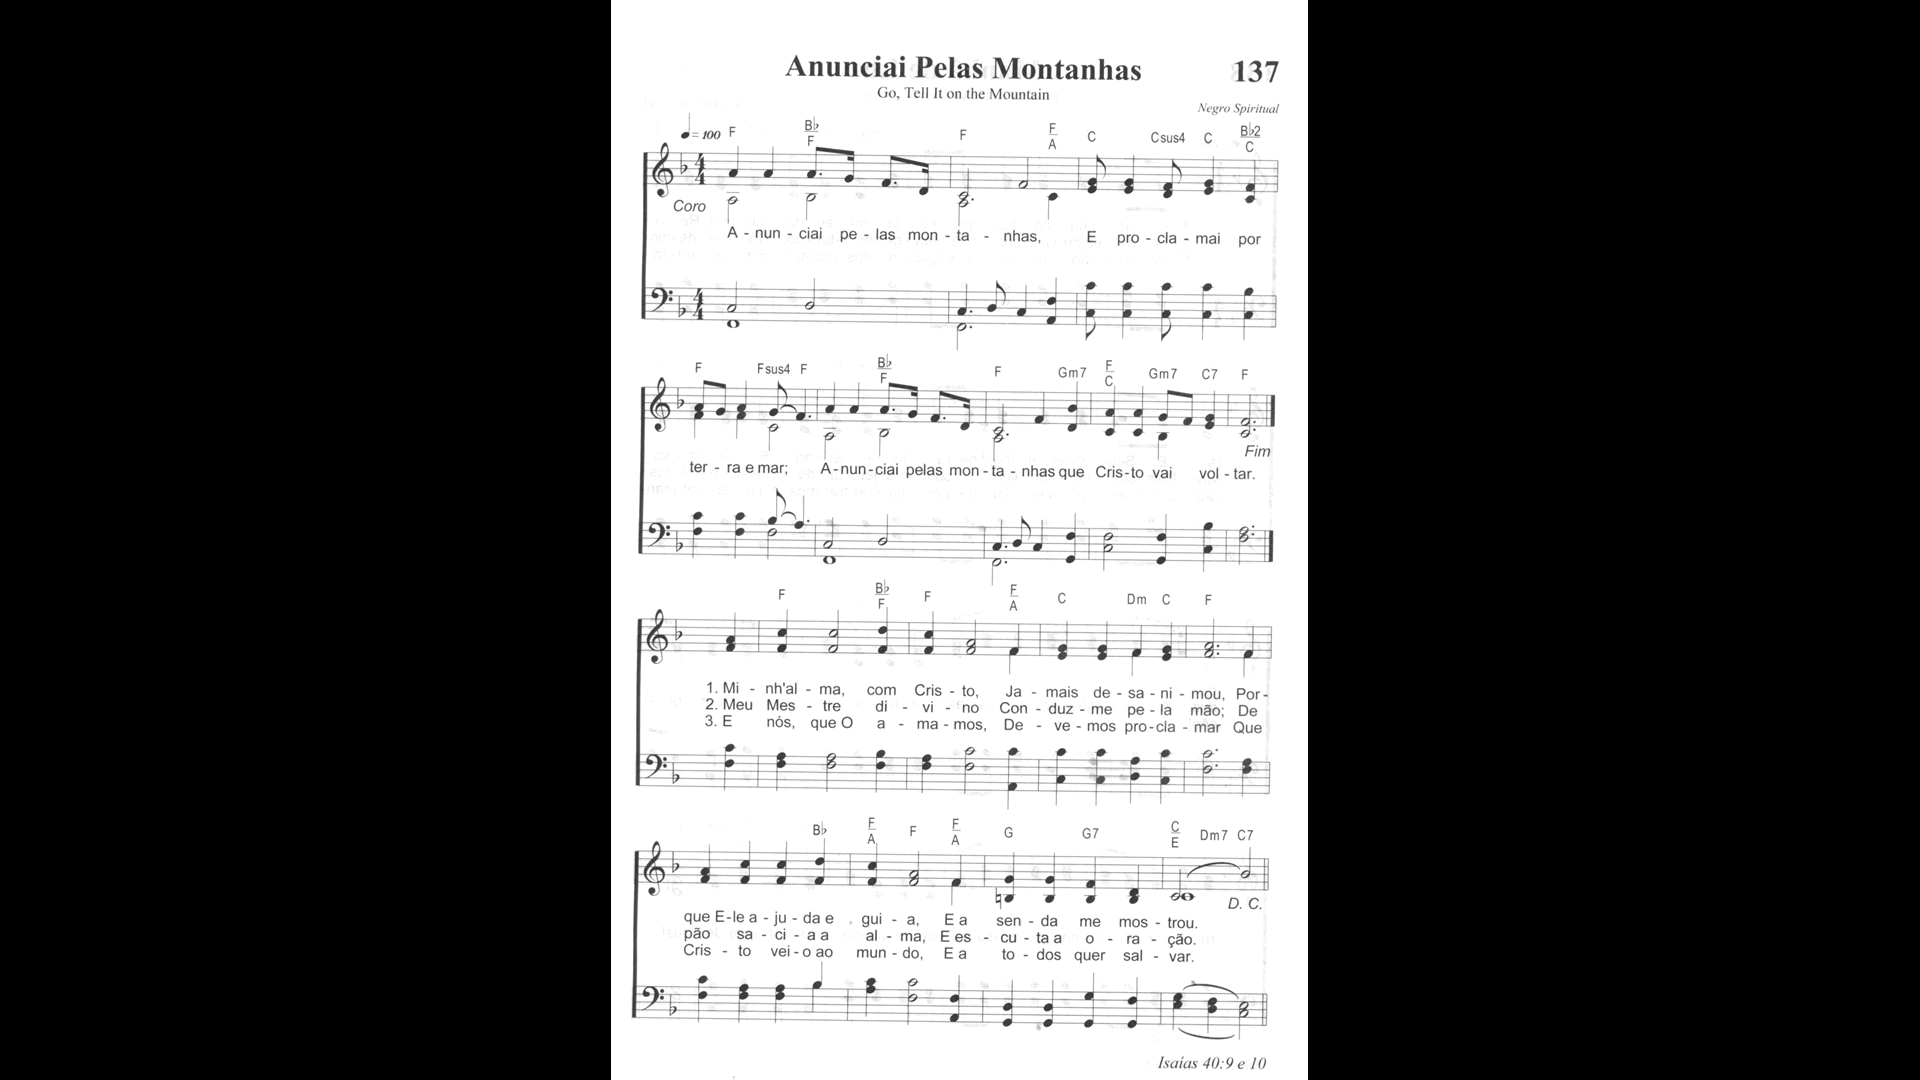 Anunciai Pelas Montanhas 137
Go, Tell It on the Mountain
Negro Spiritual
= 100 F B♭/F F F/A C Csus4 C B♭2/C
Coro
A - nun - ciai pe - las mon - ta - nhas, E pro - cla - mai por
F Fsus4 F B♭/F F Gm7 F/C Gm7 C7 F
Fim
ter - ra e mar; A - nun - ciai pelas mon - ta - nhas que Cris - to vai vol - tar.
F B♭/F F F/A C Dm C F
1. Mi - nh'al - ma, com Cris - to, Ja - mais de - sa - ni - mou, Por -
2. Meu Mes - tre di - vi - no Con - duz - me pe - la mão; De
3. E nós, que O a - ma - mos, De - ve - mos pro - cla - mar Que
B♭ F/A F F/A G G7 C/E Dm7 C7
D. C.
que E - le a - ju - da e gui - a, E a sen - da me mos - trou.
pão sa - ci - a a al - ma, E es - cu - ta a o - ra - ção.
Cris - to vei - o ao mun - do, E a to - dos quer sal - var.
Isaías 40:9 e 10